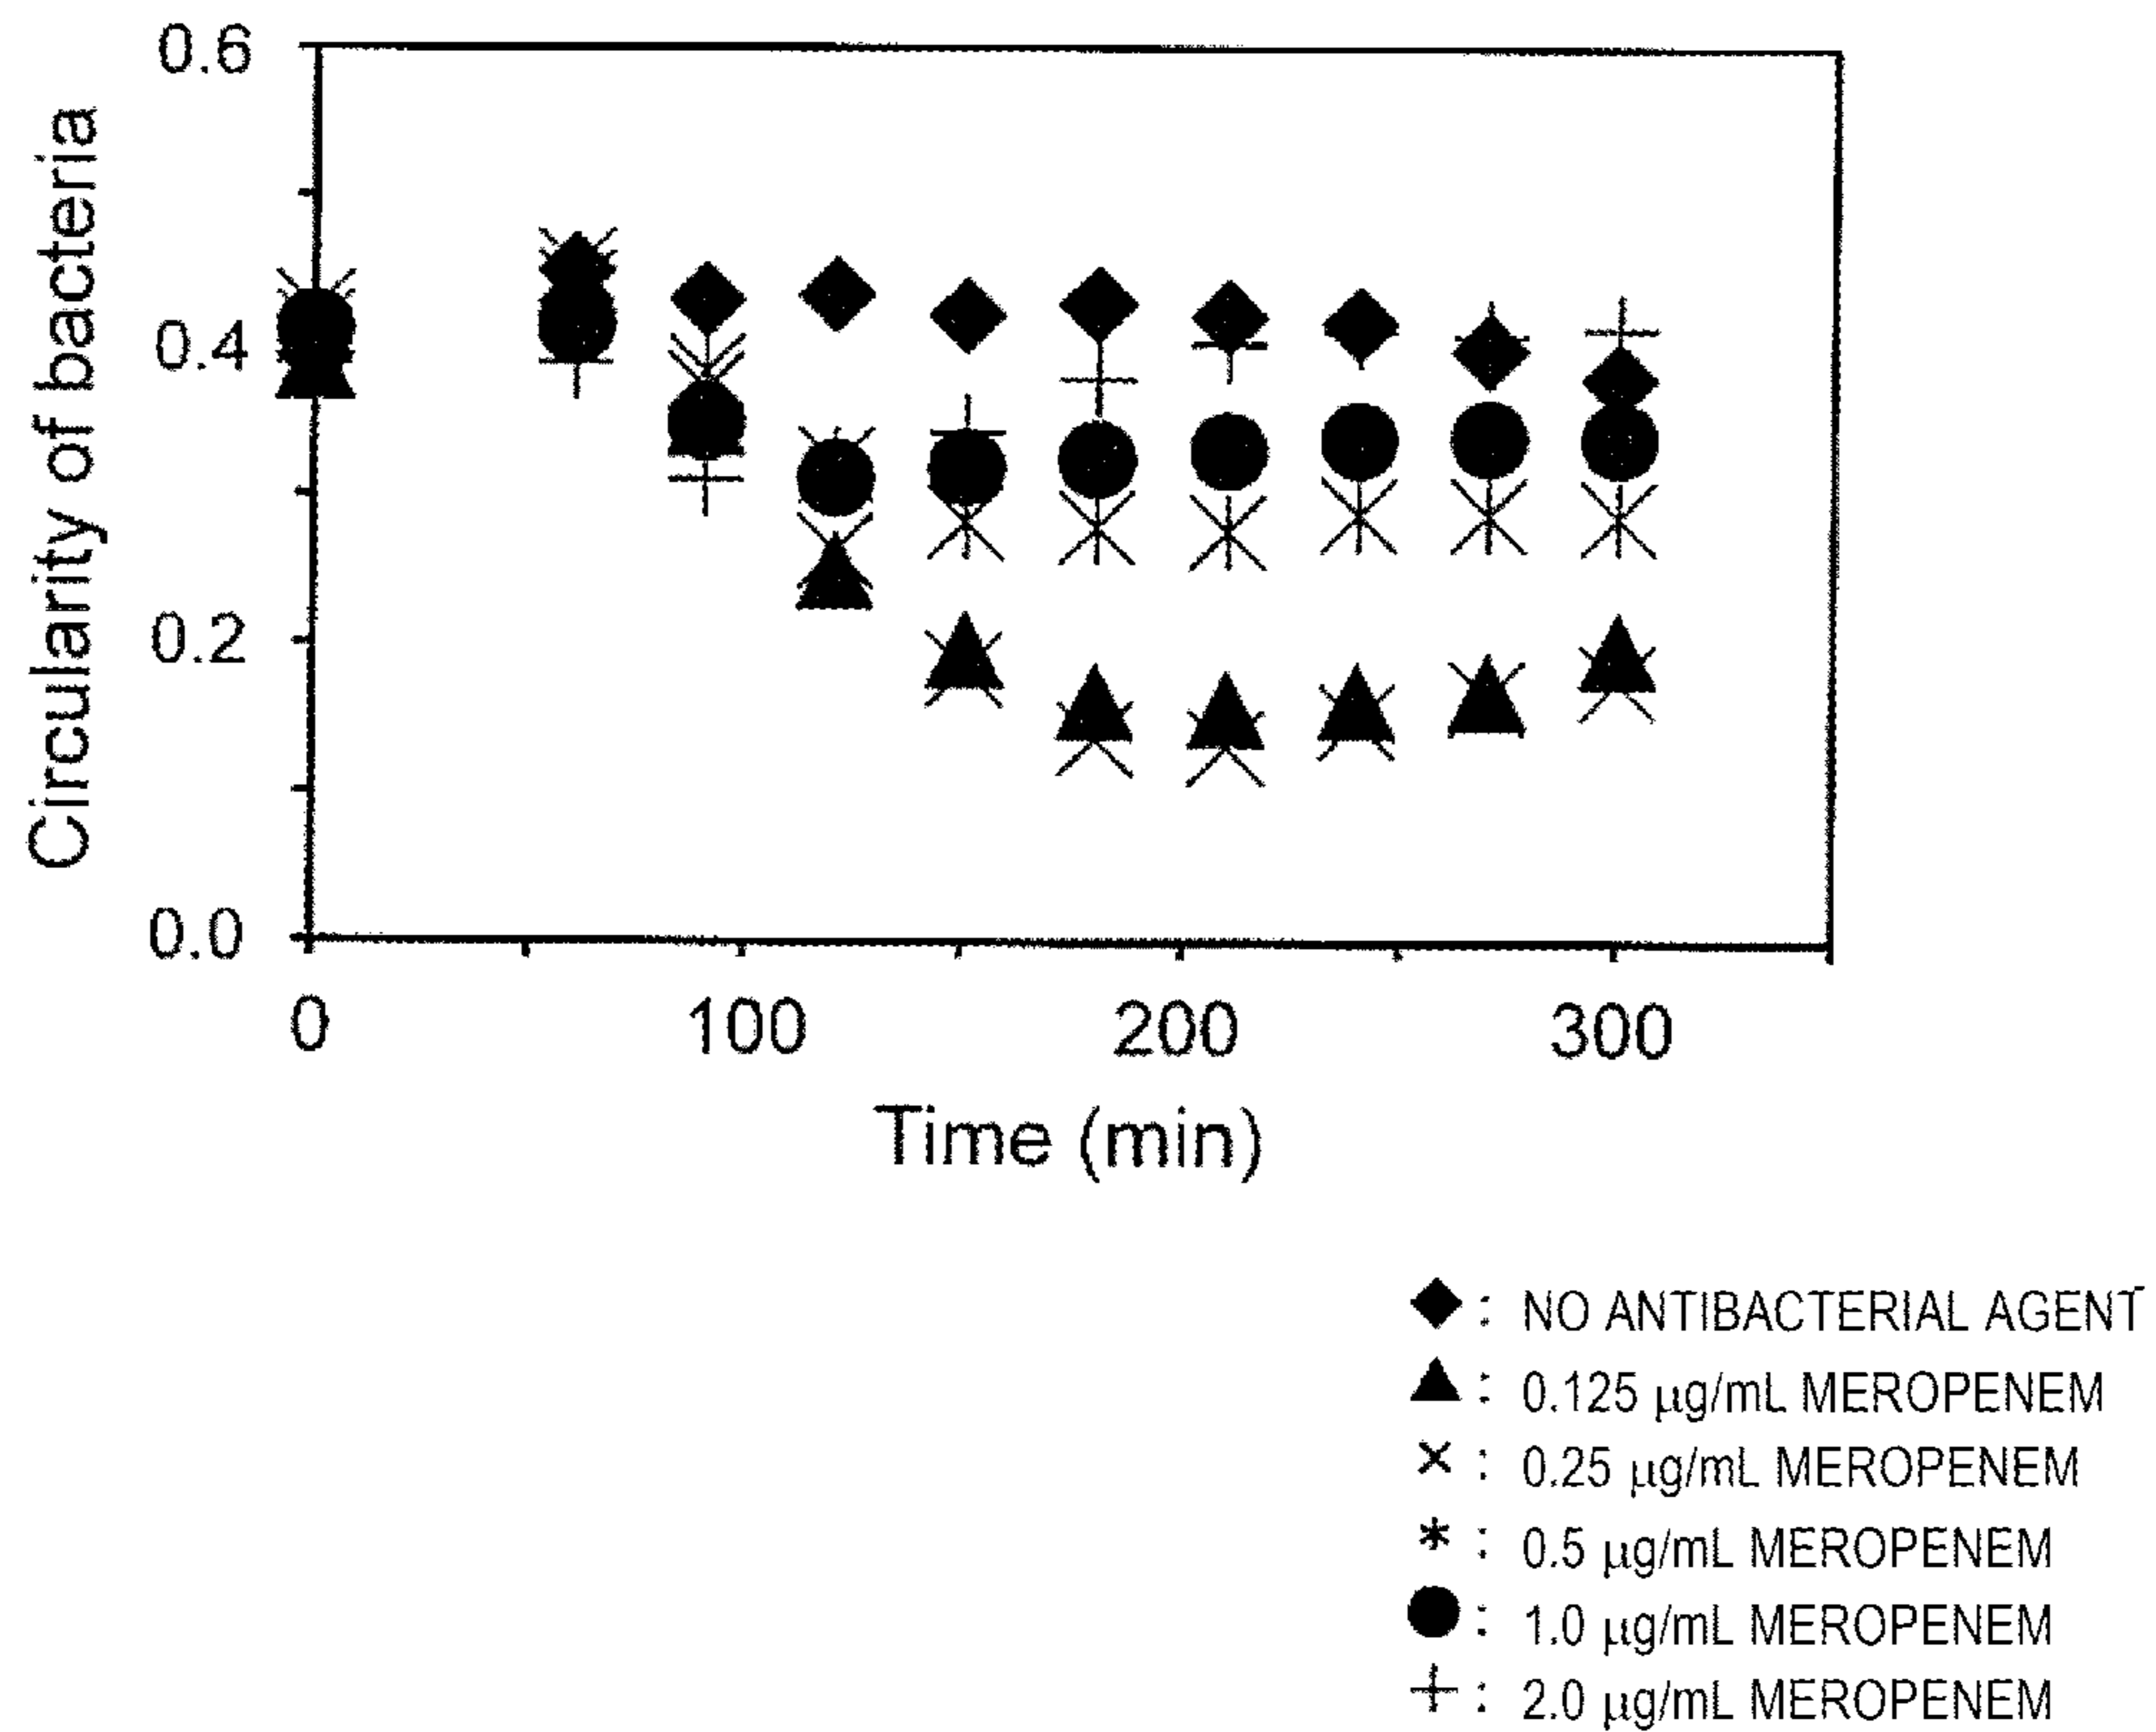 Circularity of bacteria
0.6
0.4
0.2
0.0
0 100 200 300
Time (min)
◆ : NO ANTIBACTERIAL AGENT
▲ : 0.125 μg/mL MEROPENEM
× : 0.25 μg/mL MEROPENEM
* : 0.5 μg/mL MEROPENEM
● : 1.0 μg/mL MEROPENEM
+ : 2.0 μg/mL MEROPENEM